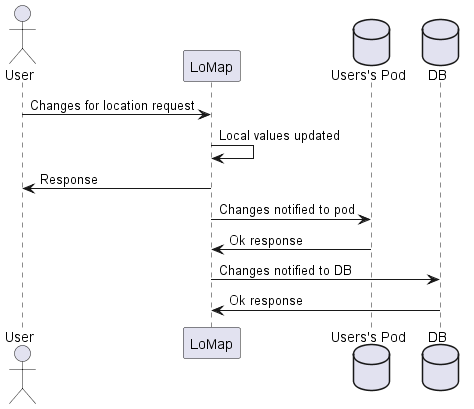 User
LoMap
Users's Pod
DB
Changes for location request
Local values updated
Response
Changes notified to pod
Ok response
Changes notified to DB
Ok response
User
LoMap
Users's Pod
DB